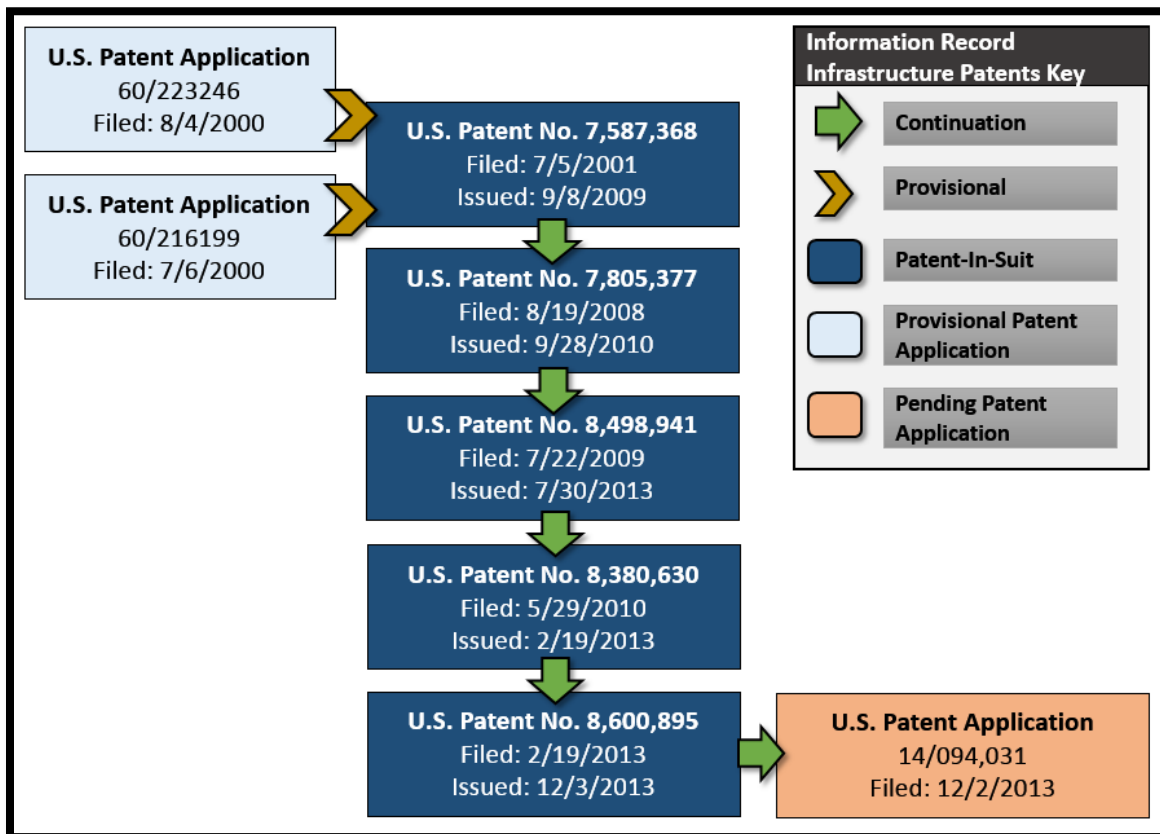 U.S. Patent Application
60/223246
Filed: 8/4/2000
U.S. Patent Application
60/216199
Filed: 7/6/2000
U.S. Patent No. 7,587,368
Filed: 7/5/2001
Issued: 9/8/2009
U.S. Patent No. 7,805,377
Filed: 8/19/2008
Issued: 9/28/2010
U.S. Patent No. 8,498,941
Filed: 7/22/2009
Issued: 7/30/2013
U.S. Patent No. 8,380,630
Filed: 5/29/2010
Issued: 2/19/2013
U.S. Patent No. 8,600,895
Filed: 2/19/2013
Issued: 12/3/2013
U.S. Patent Application
14/094,031
Filed: 12/2/2013
Information Record
Infrastructure Patents Key
Continuation
Provisional
Patent-In-Suit
Provisional Patent
Application
Pending Patent
Application